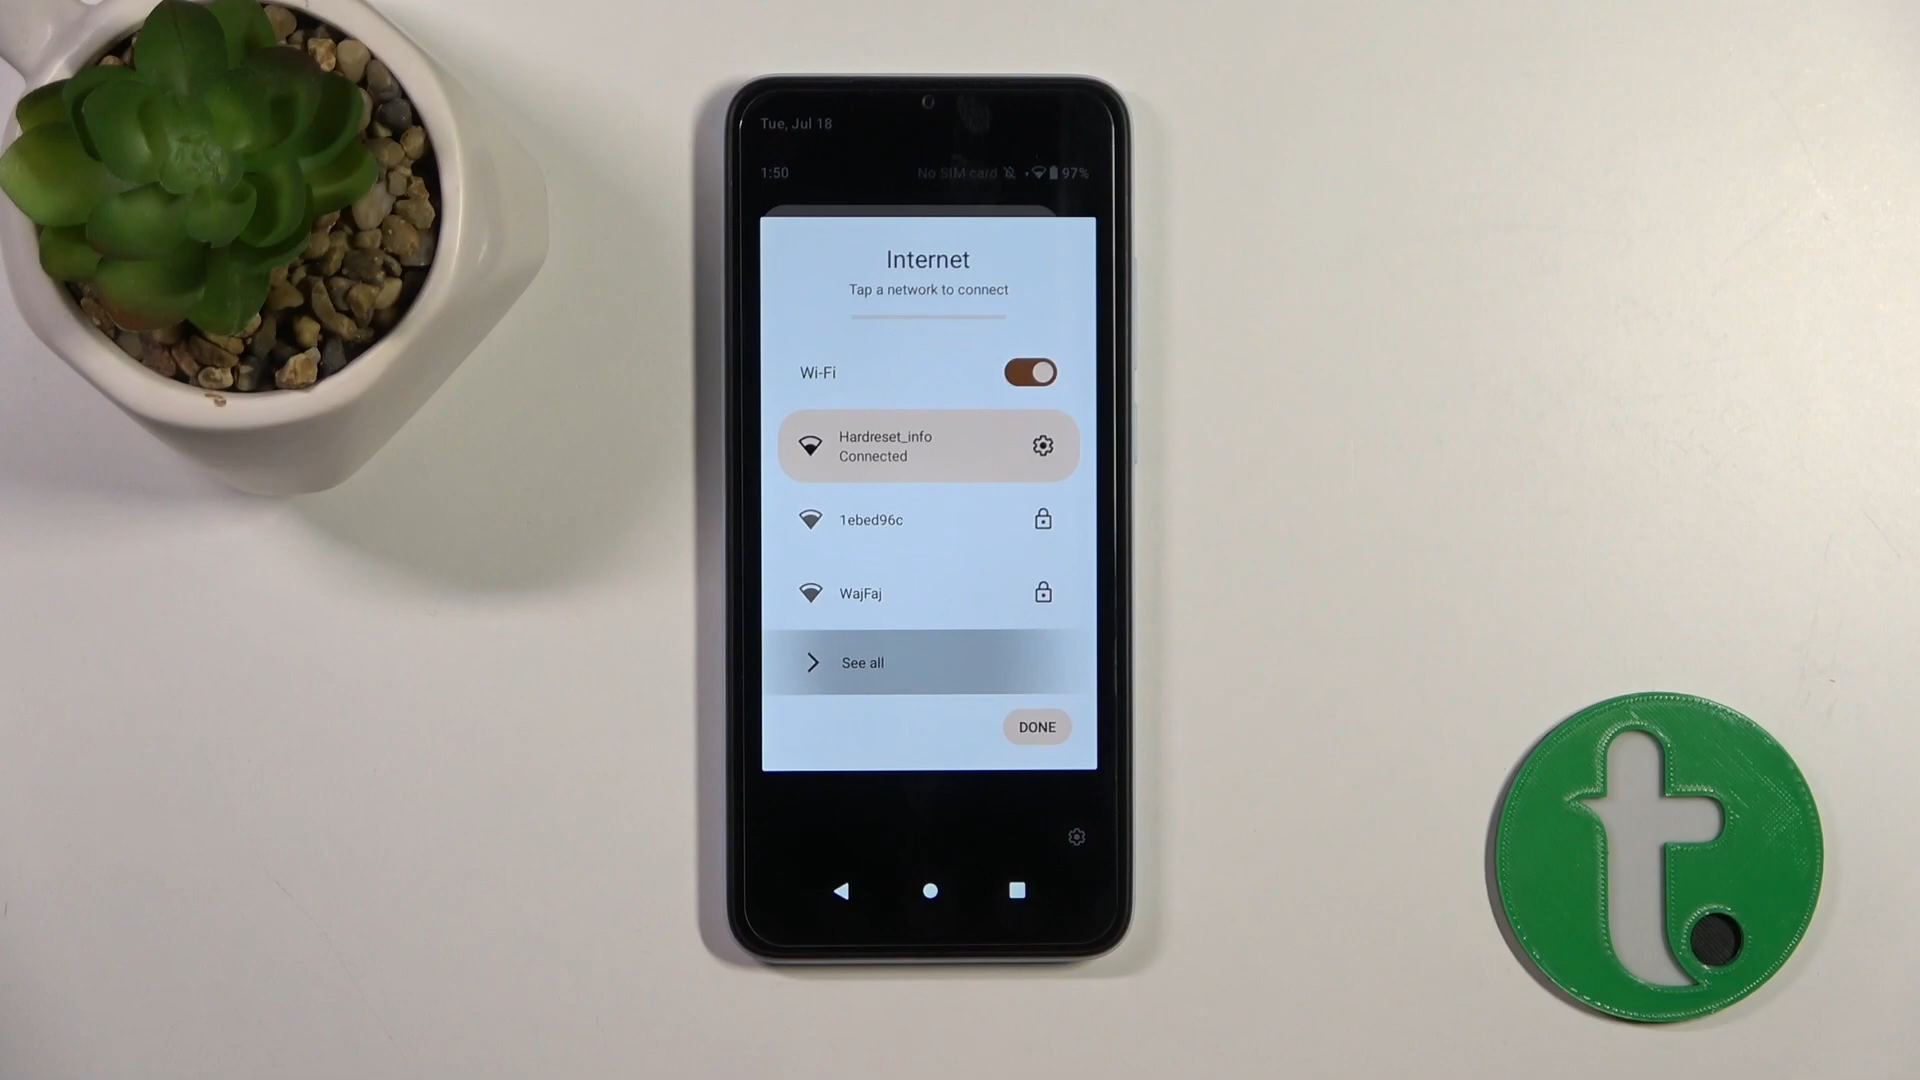 Tue, Jul 18
1:50 No SIM card 97%
Internet
Tap a network to connect
Wi-Fi
Hardreset_info
Connected
1ebed96c
WajFaj
See all
DONE
t.